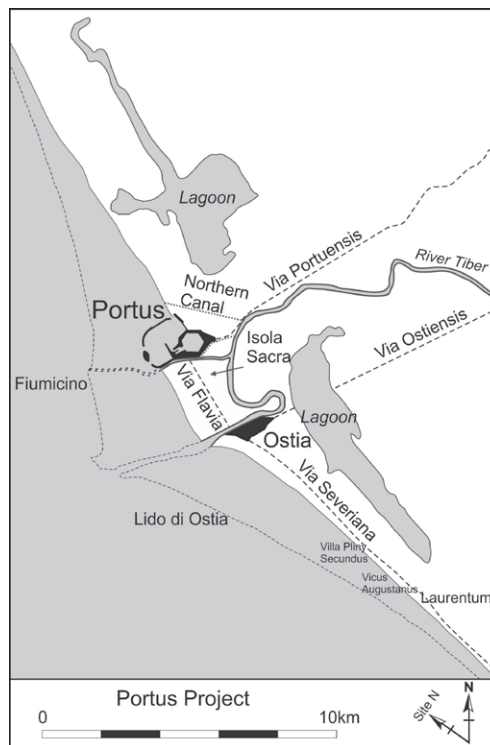 Lagoon
Via Portuensis
River Tiber
Northern
Canal
Portus
Via Ostiensis
Isola
Sacra
Fiumicino
Via Flavia
Lagoon
Ostia
Via Severiana
Lido di Ostia
Villa Pliny
Secundus
Vicus
Augustanus
Laurentum
Portus Project
0
10km
Site N
N